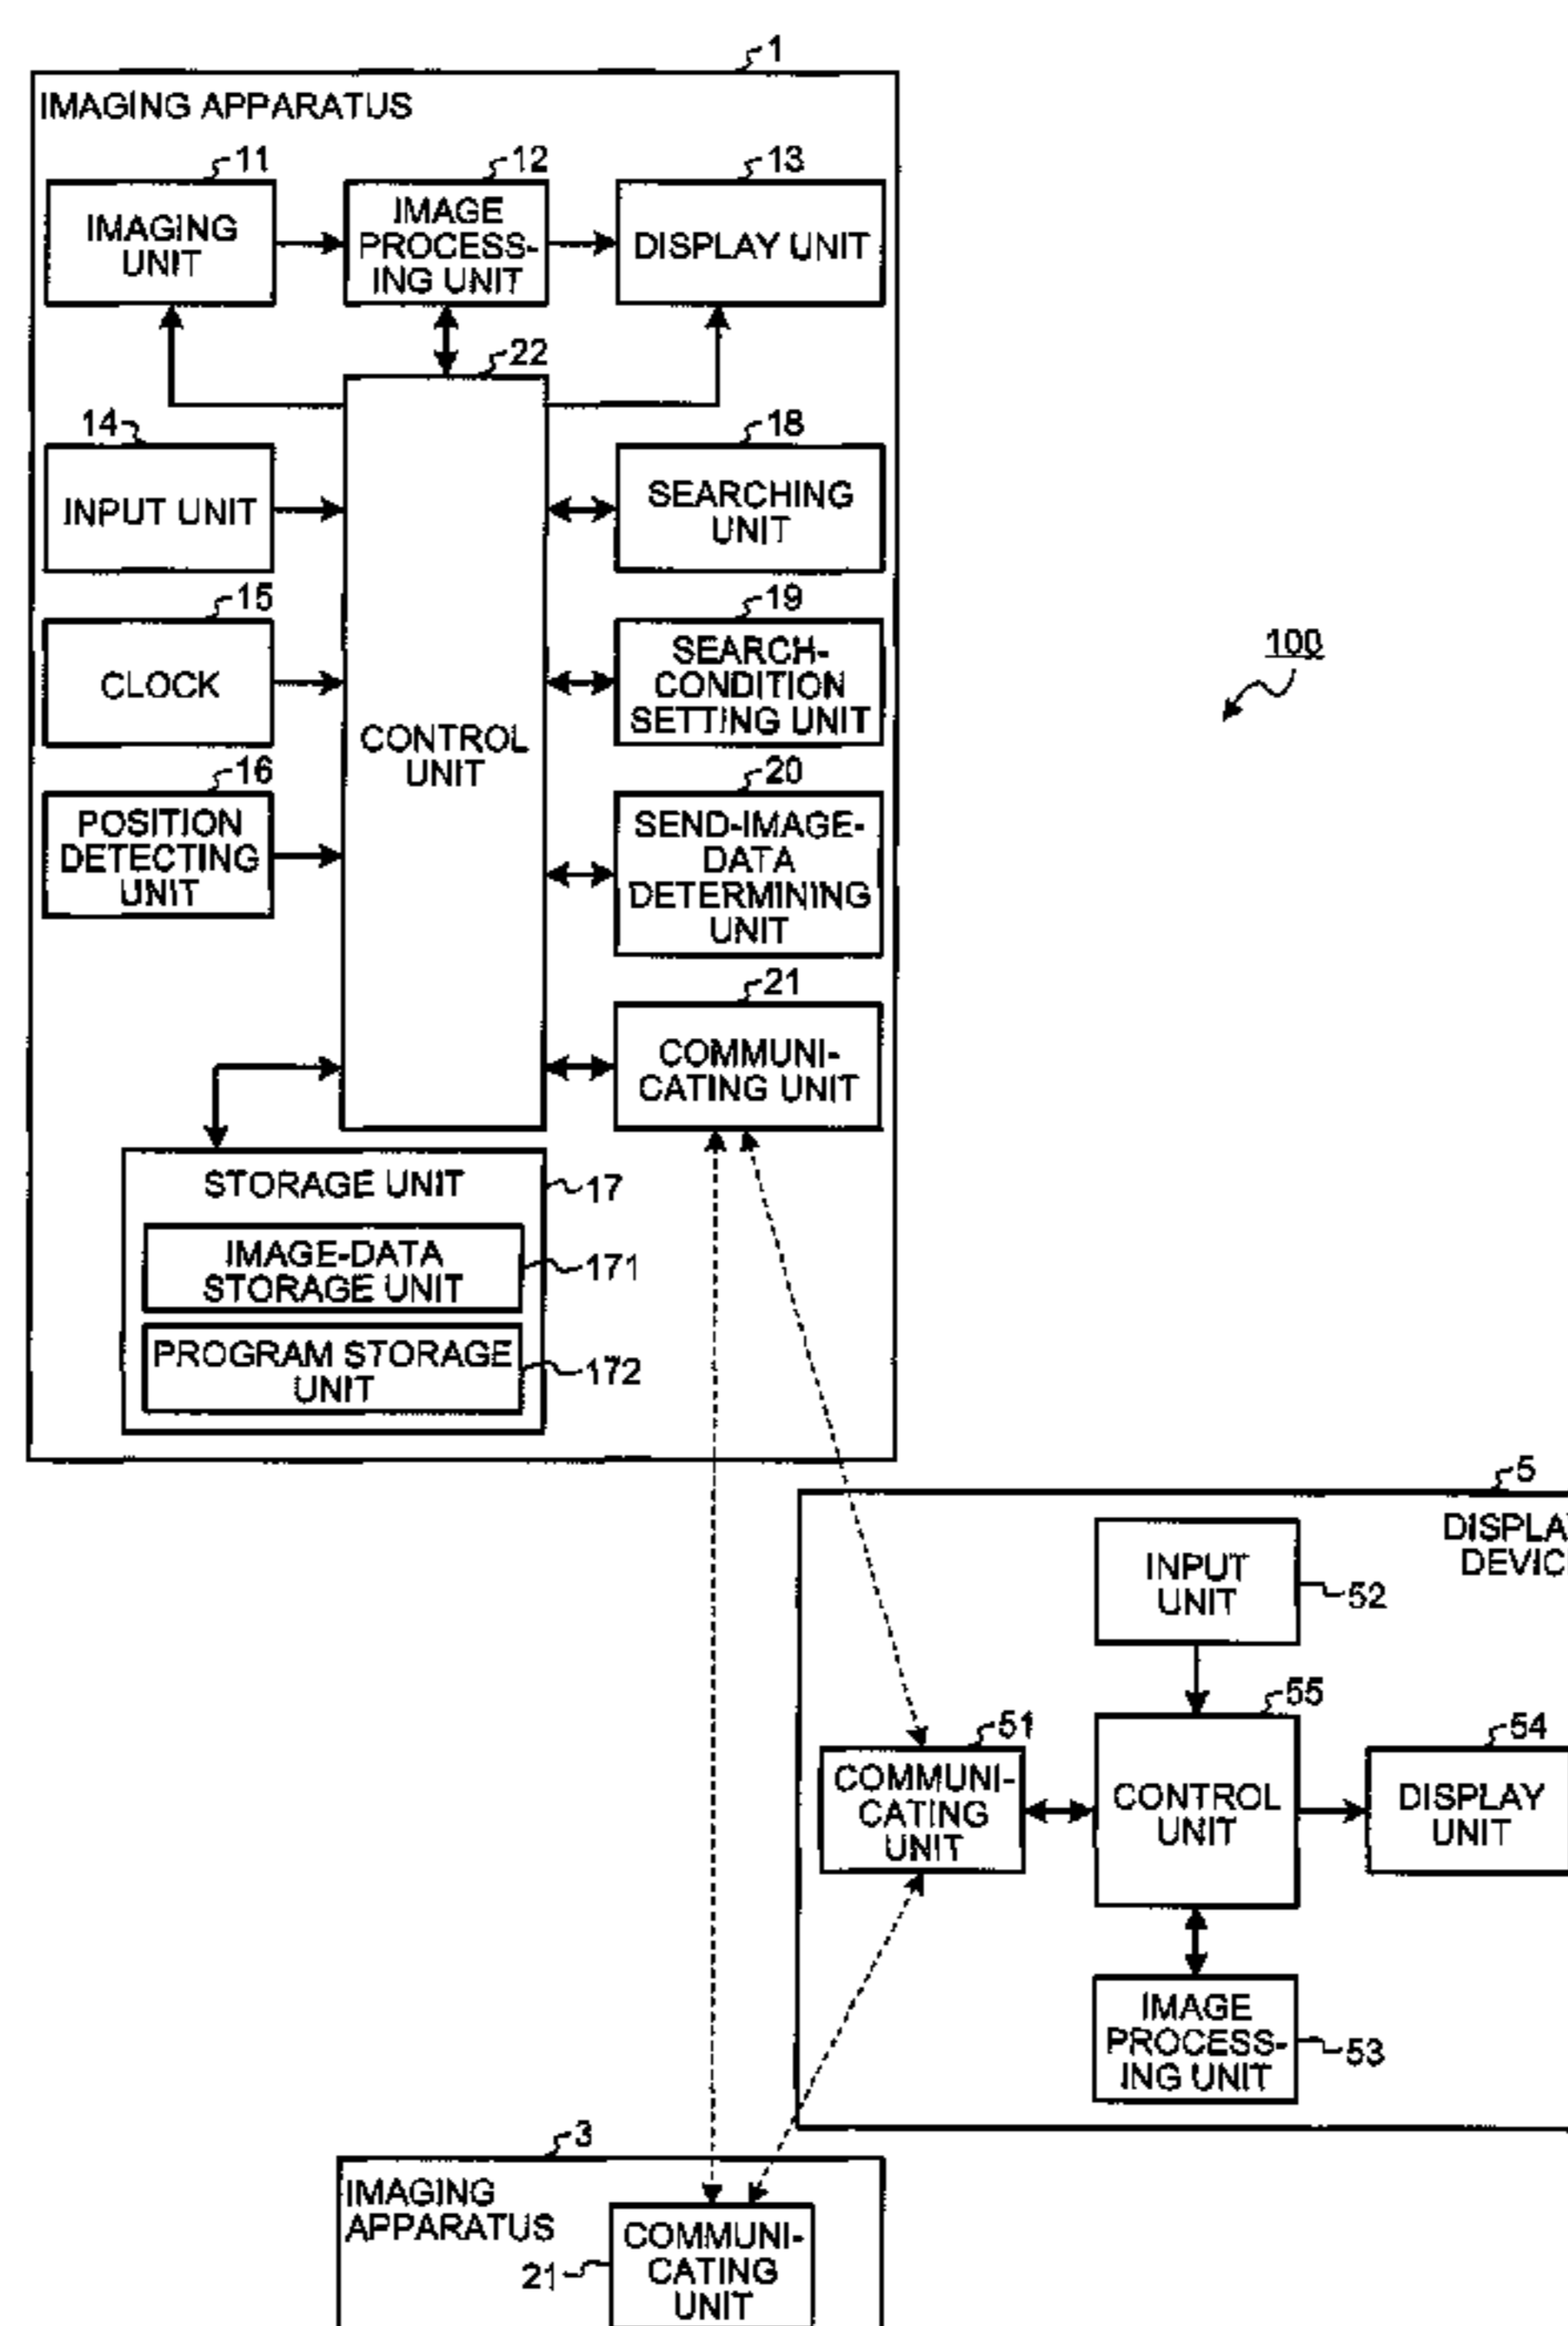 1
IMAGING APPARATUS
11
12
13
IMAGING
UNIT
IMAGE
PROCESS-
ING UNIT
DISPLAY UNIT
22
14
18
INPUT UNIT
SEARCHING
UNIT
15
19
CLOCK
SEARCH-
CONDITION
SETTING UNIT
100
CONTROL
UNIT
16
20
POSITION
DETECTING
UNIT
SEND-IMAGE-
DATA
DETERMINING
UNIT
21
COMMUNI-
CATING UNIT
STORAGE UNIT
17
IMAGE-DATA
STORAGE UNIT
171
PROGRAM STORAGE
UNIT
172
5
DISPLA
DEVIC
INPUT
UNIT
52
55
51
54
COMMUNI-
CATING
UNIT
CONTROL
UNIT
DISPLAY
UNIT
IMAGE
PROCESS-
ING UNIT
53
3
IMAGING
APPARATUS
COMMUNI-
CATING
UNIT
21